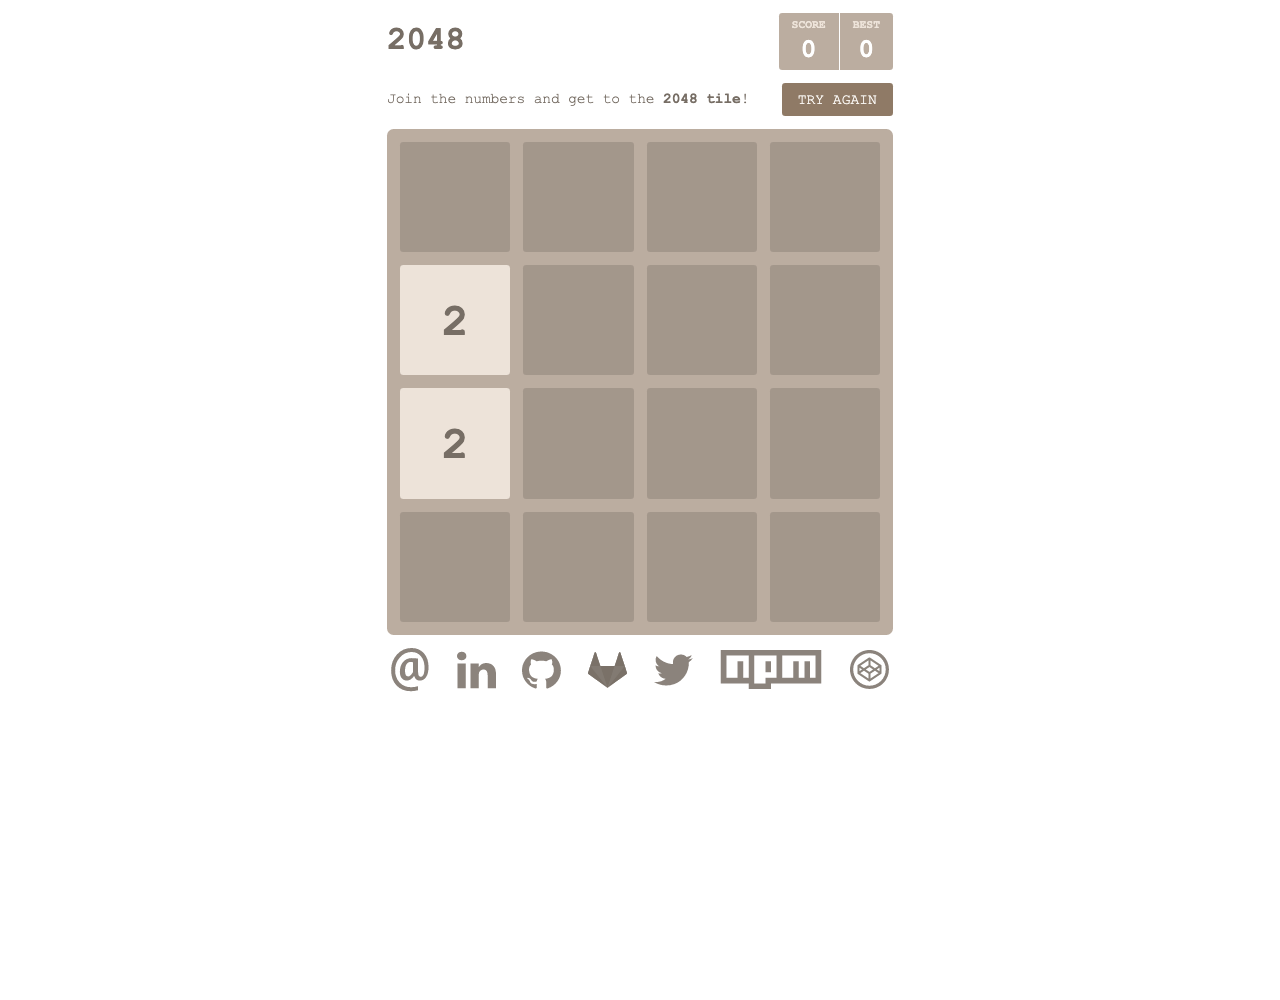 2048
SCORE
0
BEST
0
Join the numbers and get to the 2048 tile!
TRY AGAIN
2
2
@
in
npm